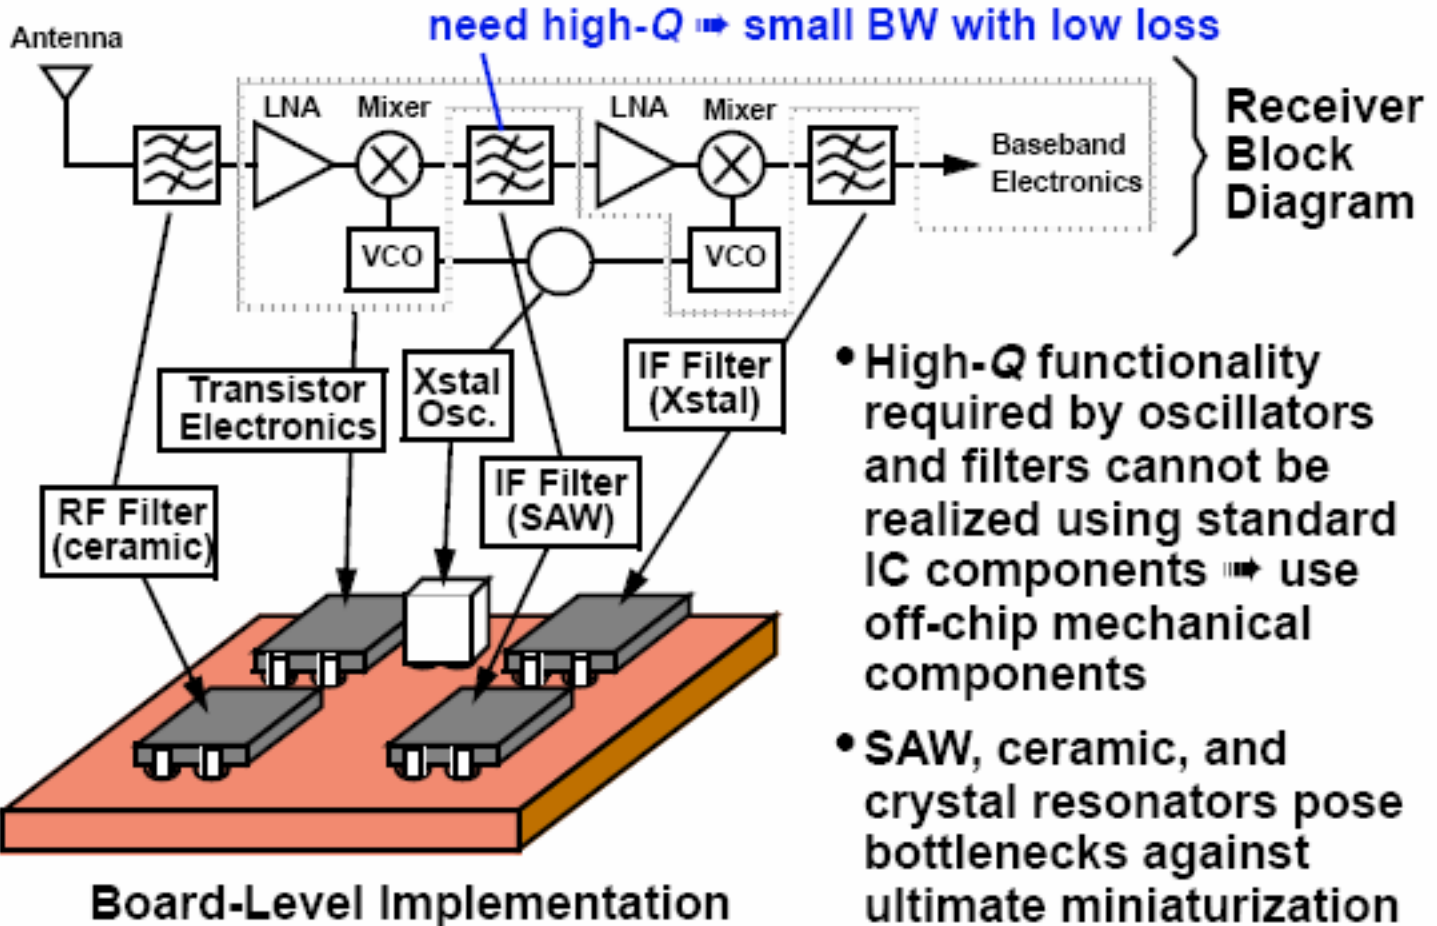 need high-Q ➠ small BW with low loss
Antenna
LNA
Mixer
LNA
Mixer
Baseband
Electronics
VCO
VCO
Receiver
Block
Diagram
Transistor
Electronics
Xstal
Osc.
IF Filter
(Xstal)
RF Filter
(ceramic)
IF Filter
(SAW)
Board-Level Implementation
• High-Q functionality
required by oscillators
and filters cannot be
realized using standard
IC components ➠ use
off-chip mechanical
components
• SAW, ceramic, and
crystal resonators pose
bottlenecks against
ultimate miniaturization